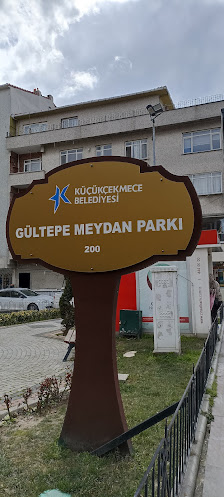 KÜÇÜKÇEKMECE
BELEDİYESİ
GÜLTEPE MEYDAN PARKI
200